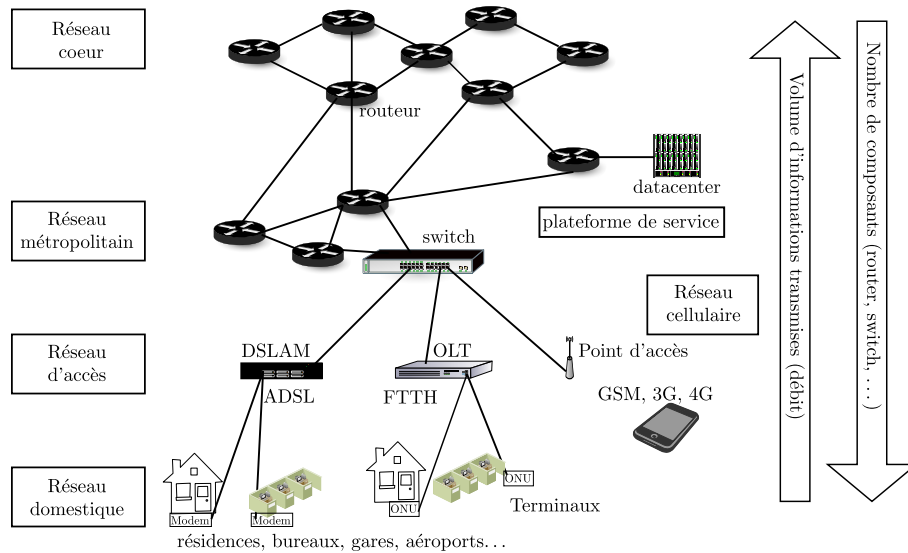 Réseau
coeur
routeur
datacenter
plateforme de service
Réseau
métropolitain
switch
Réseau
cellulaire
Réseau
d'accès
DSLAM
ADSL
OLT
FTTH
Point d'accès
GSM, 3G, 4G
Réseau
domestique
Modem
Modem
ONU
ONU
Terminaux
résidences, bureaux, gares, aéroports...
Volume d'informations transmises (débit)
Nombre de composants (router, switch, ...)